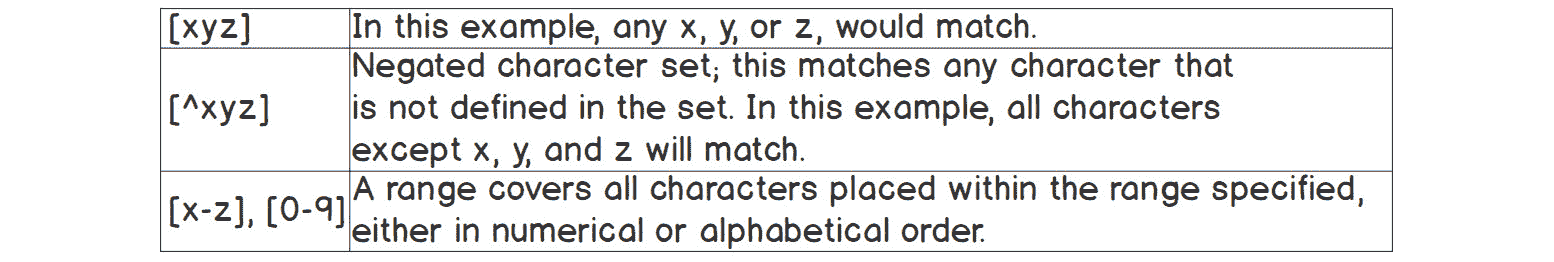 [xyz] In this example, any x, y, or z, would match.
Negated character set; this matches any character that
[^xyz] is not defined in the set. In this example, all characters
except x, y, and z will match.
[x-z], [0-9] A range covers all characters placed within the range specified,
either in numerical or alphabetical order.